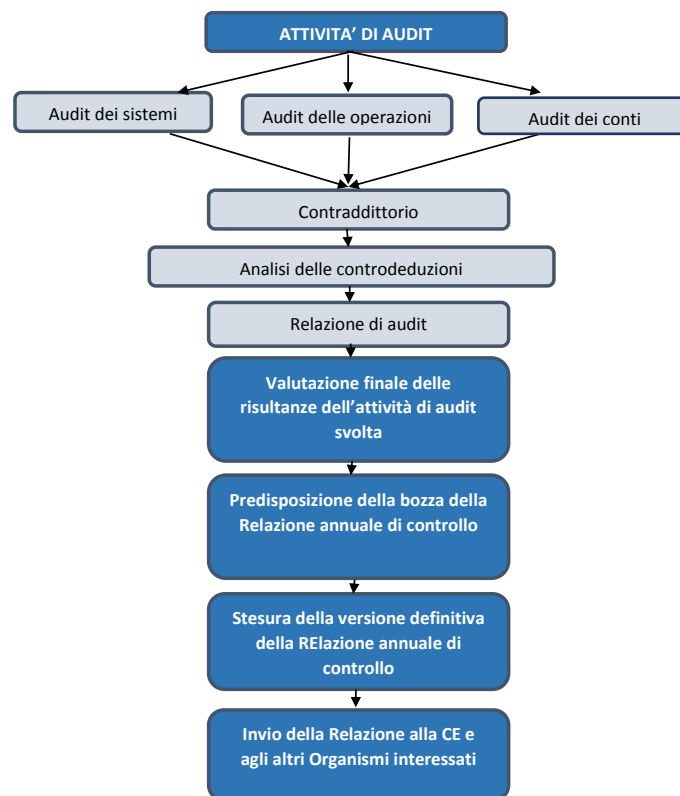 ATTIVITA’ DI AUDIT
Audit dei sistemi
Audit delle operazioni
Audit dei conti
Contraddittorio
Analisi delle controdeduzioni
Relazione di audit
Valutazione finale delle
risultanze dell’attività di audit
svolta
Predisposizione della bozza della
Relazione annuale di controllo
Stesura della versione definitiva
della RElazione annuale di
controllo
Invio della Relazione alla CE e
agli altri Organismi interessati